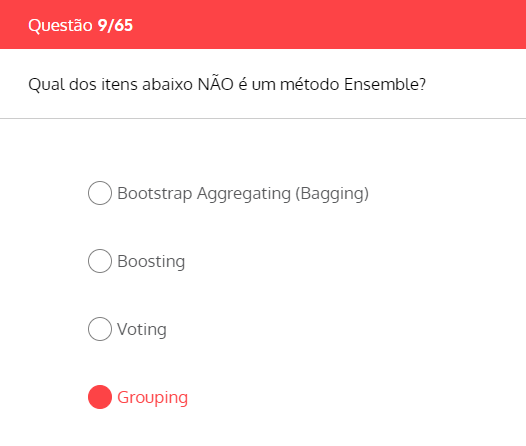 Questão 9/65
Qual dos itens abaixo NÃO é um método Ensemble?
Bootstrap Aggregating (Bagging)
Boosting
Voting
Grouping